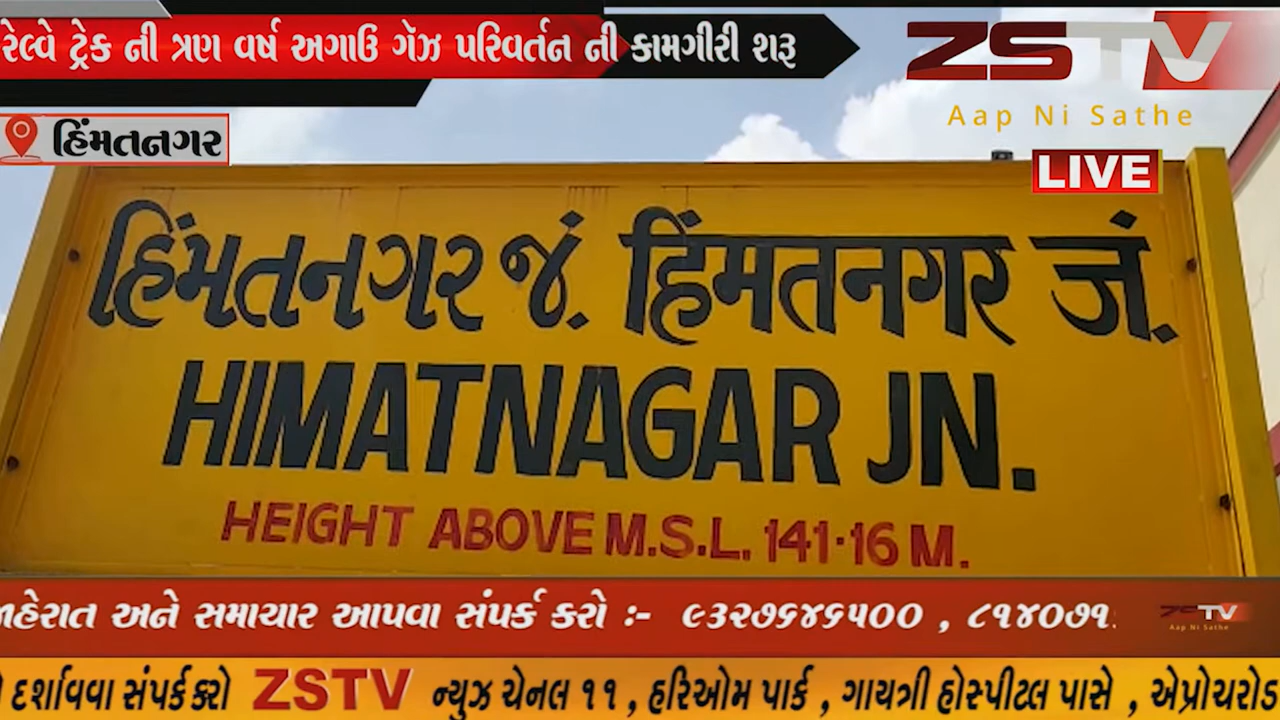 રેલ્વે ટ્રેક ની ત્રણ વર્ષ અગાઉ ગૅઝ પરિવર્તન ની કામગીરી શરૂ
ZSTV
Aap Ni Sathe
હિંમતનગર
LIVE
હિંમતનગર જં. हिंमतनगर जं.
HIMATNAGAR JN.
HEIGHT ABOVE M.S.L. 141·16 M.
જાહેરાત અને સમાચાર આપવા સંપર્ક કરો :- ૯૩૨૭૬૪૬૫૦૦ , ૮૧૪૦૭૧
ZSTV
Aap Ni Sathe
દર્શાવવા સંપર્ક કરો ZSTV ન્યુઝ ચેનલ ૧૧ , હરિઓમ પાર્ક , ગાયત્રી હોસ્પીટલ પાસે , એપ્રોચરોડ